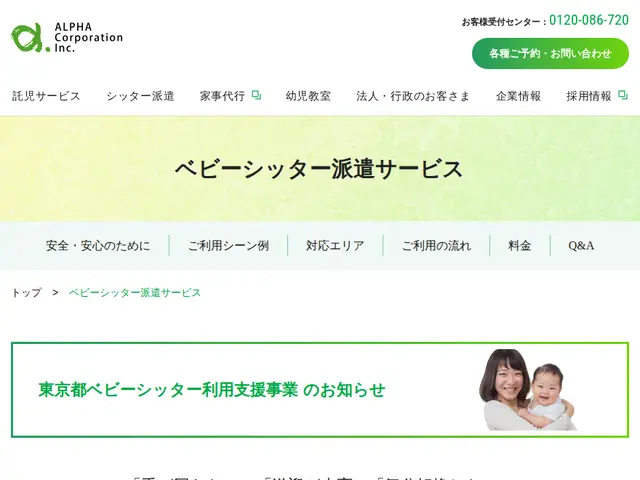 ALPHA
Corporation
Inc.
お客様受付センター：0120-086-720
各種ご予約・お問い合わせ
託児サービス シッター派遣 家事代行 幼児教室 法人・行政のお客さま 企業情報 採用情報
ベビーシッター派遣サービス
安全・安心のために ご利用シーン例 対応エリア ご利用の流れ 料金 Q&A
トップ > ベビーシッター派遣サービス
東京都ベビーシッター利用支援事業 のお知らせ